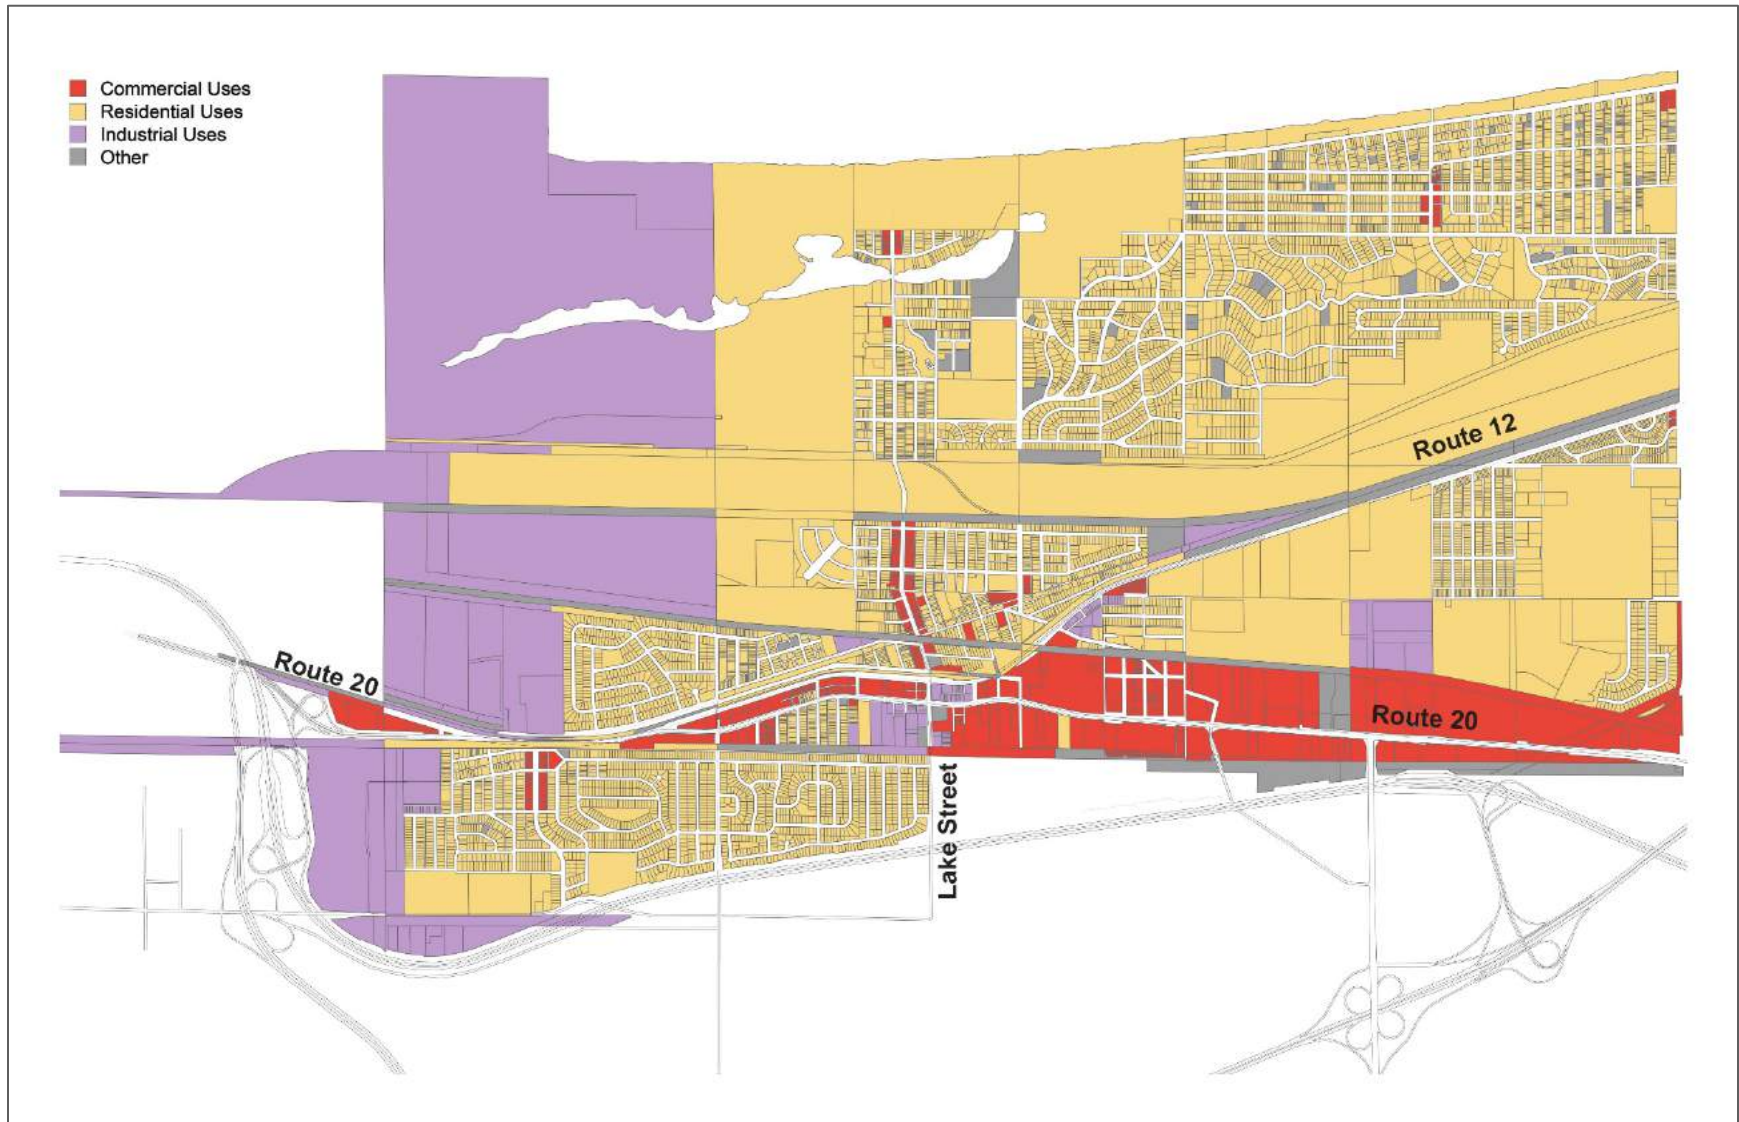 Commercial Uses
Residential Uses
Industrial Uses
Other
Route 12
Route 20
Route 20
Lake Street